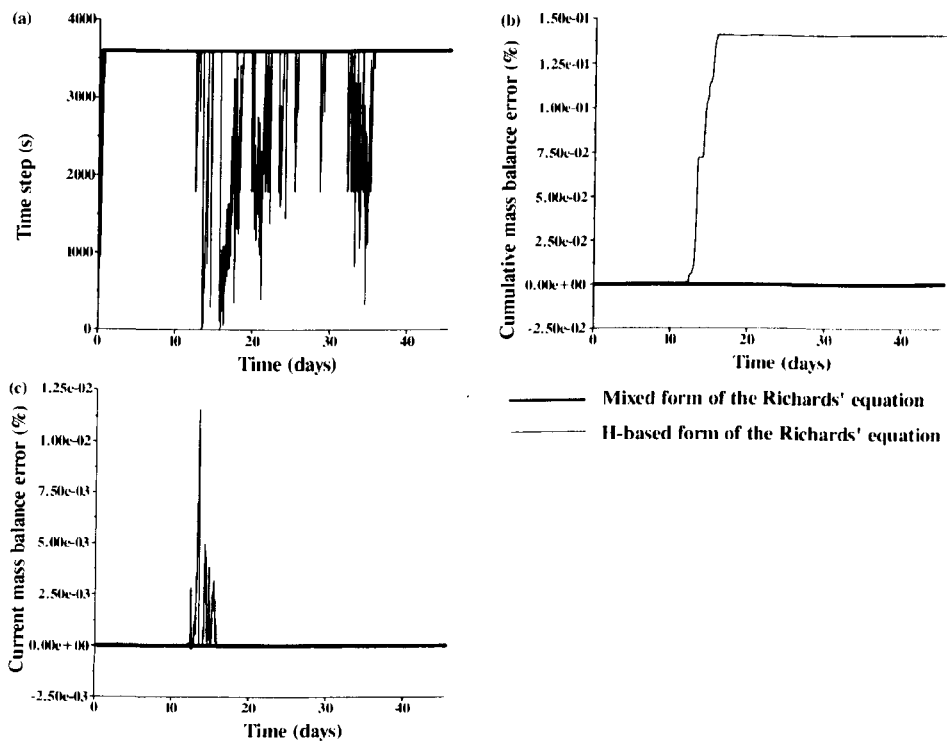 (a)
4000
3000
2000
1000
0
Time step (s)
0
10
20
30
40
Time (days)
(b)
1.50e-01
1.25e-01
1.00e-01
7.50e-02
5.00e-02
2.50e-02
0.00e+00
-2.50e-02
Cumulative mass balance error (%)
0
10
20
30
40
Time (days)
(c)
1.25e-02
1.00e-02
7.50e-03
5.00e-03
2.50e-03
0.00e+00
-2.50e-03
Current mass balance error (%)
0
10
20
30
40
Time (days)
Mixed form of the Richards' equation
H-based form of the Richards' equation